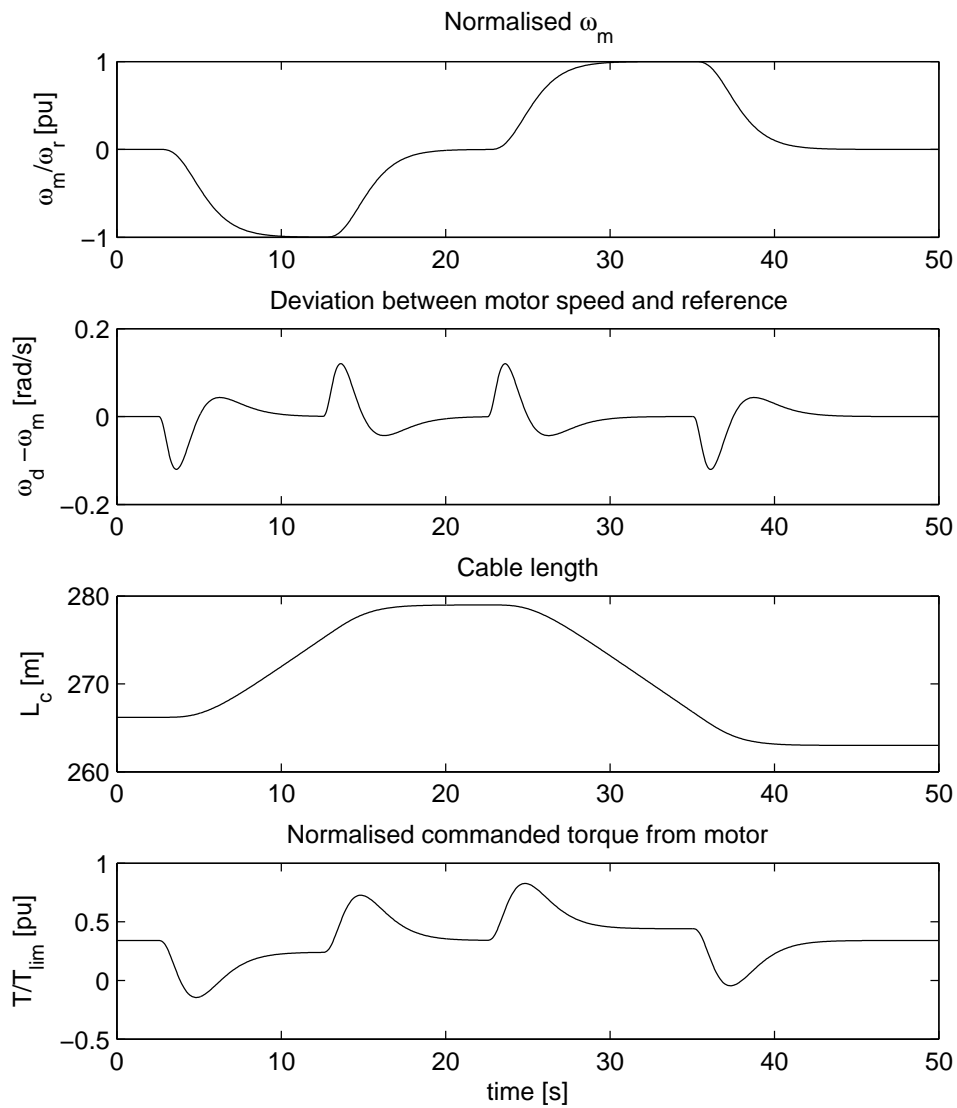 Normalised ω_m
1
0
−1
ω_m/ω_r [pu]
0 10 20 30 40 50
Deviation between motor speed and reference
0.2
0
−0.2
ω_d −ω_m [rad/s]
0 10 20 30 40 50
Cable length
280
270
260
L_c [m]
0 10 20 30 40 50
Normalised commanded torque from motor
1
0.5
0
−0.5
T/T_lim [pu]
0 10 20 30 40 50
time [s]